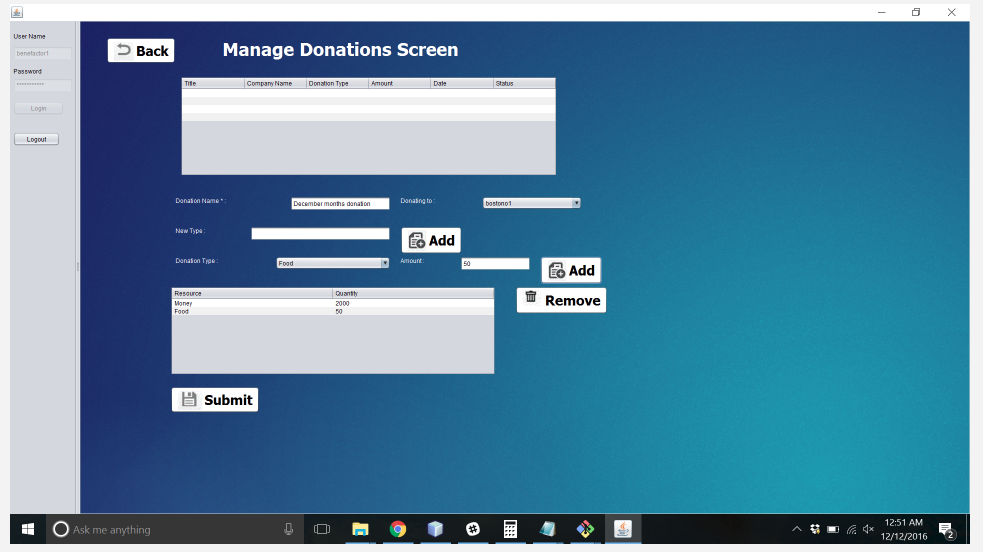 User Name
benefactor1
Password
***********
Login
Logout
Back
Manage Donations Screen
Title Company Name Donation Type Amount Date Status
Donation Name * : December months donation Donating to : bostono1
New Type : Add
Donation Type : Food Amount : 50 Add
Remove
Resource Quantity
Money 2000
Food 50
Submit
Ask me anything
12:51 AM
12/12/2016
2